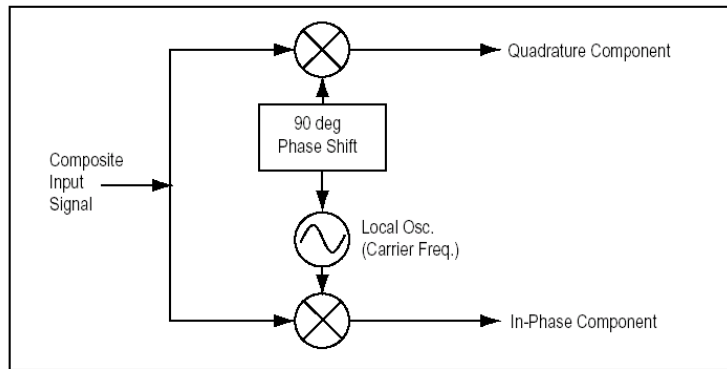 Quadrature Component
90 deg
Phase Shift
Composite
Input
Signal
Local Osc.
(Carrier Freq.)
In-Phase Component